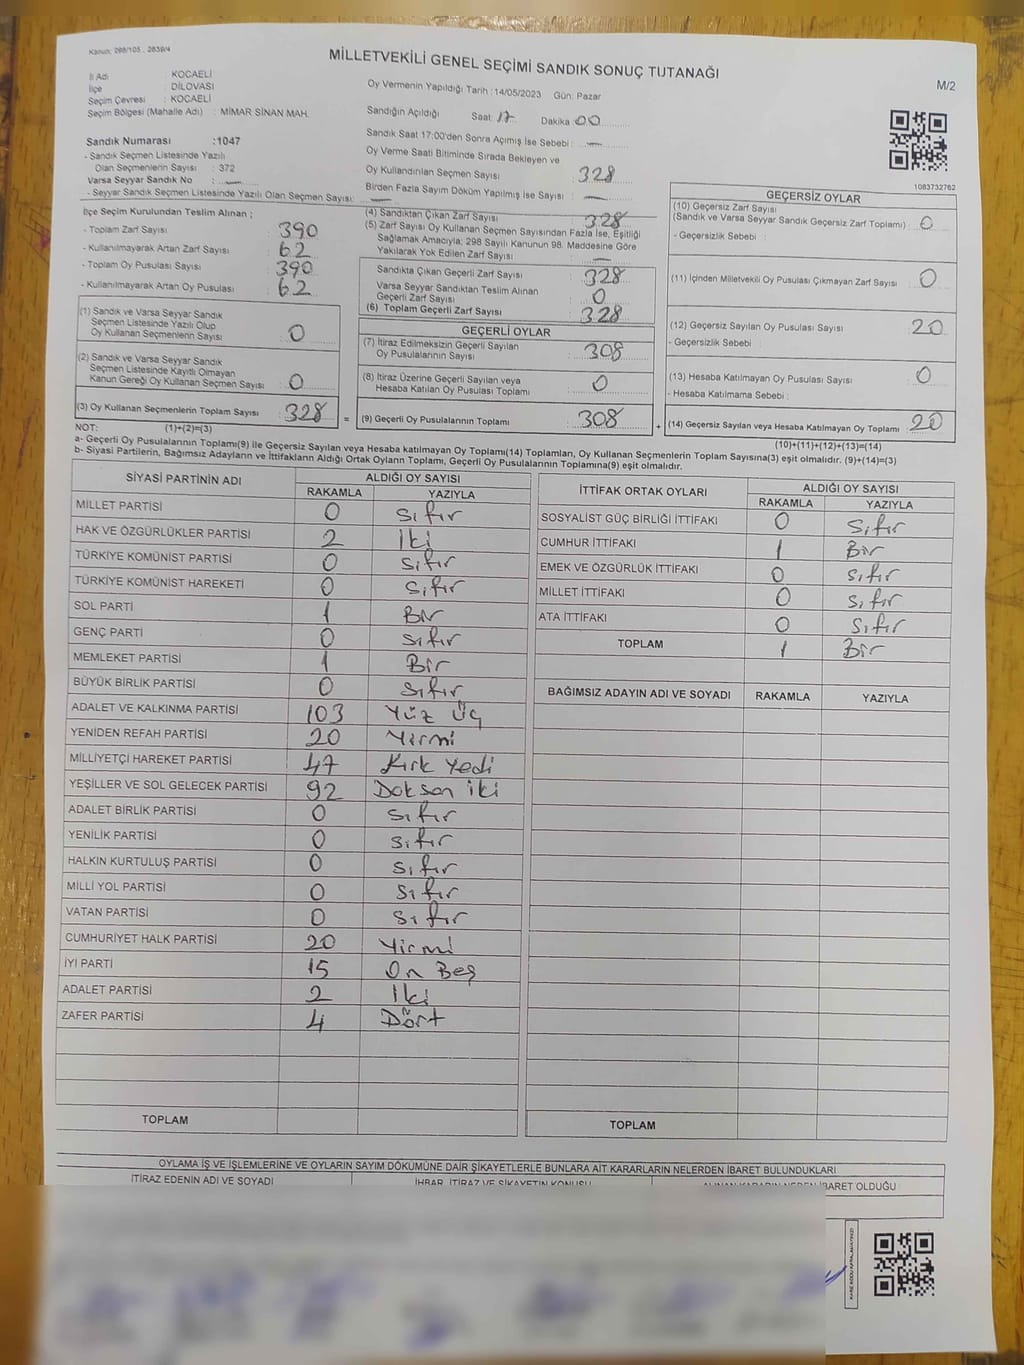 Kanun: 298/105 , 2839/4
MİLLETVEKİLİ GENEL SEÇİMİ SANDIK SONUÇ TUTANAĞI
M/2
İl Adı : KOCAELİ
İlçe : DİLOVASI
Seçim Çevresi : KOCAELİ
Seçim Bölgesi (Mahalle Adı) : MİMAR SİNAN MAH.
Sandık Numarası :1047
- Sandık Seçmen Listesinde Yazılı
Olan Seçmenlerin Sayısı : 372
Varsa Seyyar Sandık No : —
- Seyyar Sandık Seçmen Listesinde Yazılı Olan Seçmen Sayısı: —
Oy Vermenin Yapıldığı Tarih :14/05/2023 Gün: Pazar
Sandığın Açıldığı Saat 17 Dakika 00
Sandık Saat 17:00'den Sonra Açılmış İse Sebebi : —
Oy Verme Saati Bitiminde Sırada Bekleyen ve
Oy Kullandırılan Seçmen Sayısı : 328
Birden Fazla Sayım Döküm Yapılmış İse Sayısı : —
1083732762
İlçe Seçim Kurulundan Teslim Alınan ;
- Toplam Zarf Sayısı : 390
- Kullanılmayarak Artan Zarf Sayısı : 62
- Toplam Oy Pusulası Sayısı : 390
- Kullanılmayarak Artan Oy Pusulası : 62
(1) Sandık ve Varsa Seyyar Sandık
Seçmen Listesinde Yazılı Olup
Oy Kullanan Seçmenlerin Sayısı : 0
(2) Sandık ve Varsa Seyyar Sandık
Seçmen Listesinde Kayıtlı Olmayan
Kanun Gereği Oy Kullanan Seçmen Sayısı : 0
(3) Oy Kullanan Seçmenlerin Toplam Sayısı : 328 =
(4) Sandıktan Çıkan Zarf Sayısı : 328
(5) Zarf Sayısı Oy Kullanan Seçmen Sayısından Fazla İse, Eşitliği
Sağlamak Amacıyla; 298 Sayılı Kanunun 98. Maddesine Göre
Yakılarak Yok Edilen Zarf Sayısı : —
Sandıkta Çıkan Geçerli Zarf Sayısı : 328
Varsa Seyyar Sandıktan Teslim Alınan
Geçerli Zarf Sayısı : 0
(6) Toplam Geçerli Zarf Sayısı : 328
GEÇERLİ OYLAR
(7) İtiraz Edilmeksizin Geçerli Sayılan
Oy Pusulalarının Sayısı : 308
(8) İtiraz Üzerine Geçerli Sayılan veya
Hesaba Katılan Oy Pusulası Toplamı : 0
(9) Geçerli Oy Pusulalarının Toplamı : 308 +
GEÇERSİZ OYLAR
(10) Geçersiz Zarf Sayısı
(Sandık ve Varsa Seyyar Sandık Geçersiz Zarf Toplamı) : 0
- Geçersizlik Sebebi :
(11) İçinden Milletvekili Oy Pusulası Çıkmayan Zarf Sayısı : 0
(12) Geçersiz Sayılan Oy Pusulası Sayısı : 20
- Geçersizlik Sebebi :
(13) Hesaba Katılmayan Oy Pusulası Sayısı : 0
- Hesaba Katılmama Sebebi :
(14) Geçersiz Sayılan veya Hesaba Katılmayan Oy Toplamı : 20
NOT: (1)+(2)=(3)
(10)+(11)+(12)+(13)=(14)
a- Geçerli Oy Pusulalarının Toplamı(9) ile Geçersiz Sayılan veya Hesaba Katılmayan Oy Toplamı(14) Toplamları, Oy Kullanan Seçmenlerin Toplam Sayısına(3) eşit olmalıdır. (9)+(14)=(3)
b- Siyasi Partilerin, Bağımsız Adayların ve İttifakların Aldığı Ortak Oyların Toplamı, Geçerli Oy Pusulalarının Toplamına(9) eşit olmalıdır.
SİYASİ PARTİNİN ADI ALDIĞI OY SAYISI
RAKAMLA YAZIYLA
MİLLET PARTİSİ 0 Sıfır
HAK VE ÖZGÜRLÜKLER PARTİSİ 2 İki
TÜRKİYE KOMÜNİST PARTİSİ 0 Sıfır
TÜRKİYE KOMÜNİST HAREKETİ 0 Sıfır
SOL PARTİ 1 Bir
GENÇ PARTİ 0 Sıfır
MEMLEKET PARTİSİ 1 Bir
BÜYÜK BİRLİK PARTİSİ 0 Sıfır
ADALET VE KALKINMA PARTİSİ 103 Yüz Üç
YENİDEN REFAH PARTİSİ 20 Yirmi
MİLLİYETÇİ HAREKET PARTİSİ 47 Kırk Yedi
YEŞİLLER VE SOL GELECEK PARTİSİ 92 Doksan iki
ADALET BİRLİK PARTİSİ 0 Sıfır
YENİLİK PARTİSİ 0 Sıfır
HALKIN KURTULUŞ PARTİSİ 0 Sıfır
MİLLİ YOL PARTİSİ 0 Sıfır
VATAN PARTİSİ 0 Sıfır
CUMHURİYET HALK PARTİSİ 20 Yirmi
İYİ PARTİ 15 On Beş
ADALET PARTİSİ 2 İki
ZAFER PARTİSİ 4 Dört
TOPLAM
İTTİFAK ORTAK OYLARI ALDIĞI OY SAYISI
RAKAMLA YAZIYLA
SOSYALİST GÜÇ BİRLİĞİ İTTİFAKI 0 Sıfır
CUMHUR İTTİFAKI 1 Bir
EMEK VE ÖZGÜRLÜK İTTİFAKI 0 Sıfır
MİLLET İTTİFAKI 0 Sıfır
ATA İTTİFAKI 0 Sıfır
TOPLAM 1 Bir
BAĞIMSIZ ADAYIN ADI VE SOYADI RAKAMLA YAZIYLA
TOPLAM
OYLAMA İŞ VE İŞLEMLERİNE VE OYLARIN SAYIM DÖKÜMÜNE DAİR ŞİKAYETLERLE BUNLARA AİT KARARLARIN NELERDEN İBARET BULUNDUKLARI
İTİRAZ EDENİN ADI VE SOYADI İHBAR, İTİRAZ VE ŞİKAYETİN KONUSU ALINAN KARARIN NEDEN İBARET OLDUĞU